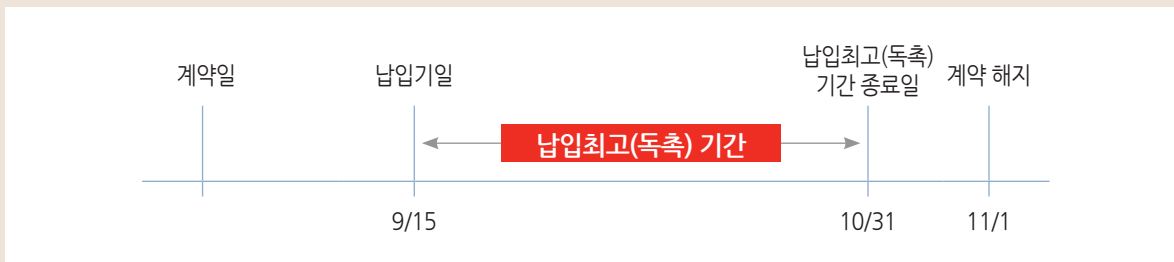 계약일
납입기일
납입최고(독촉)
기간 종료일
계약 해지
납입최고(독촉) 기간
9/15
10/31
11/1